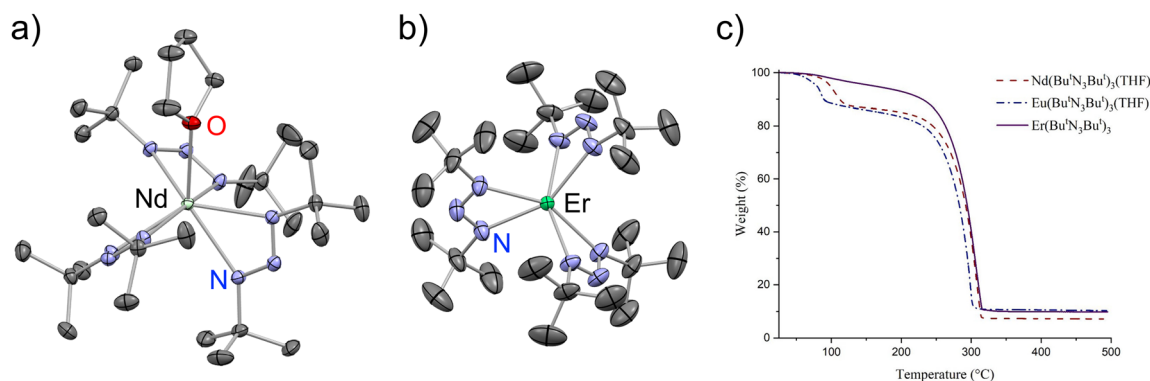 a)
b)
c)
O
Nd
N
Er
N
Nd(BuᵗN₃Buᵗ)₃(THF)
Eu(BuᵗN₃Buᵗ)₃(THF)
Er(BuᵗN₃Buᵗ)₃
Weight (%)
100
80
60
40
20
0
100
200
300
400
500
Temperature (°C)